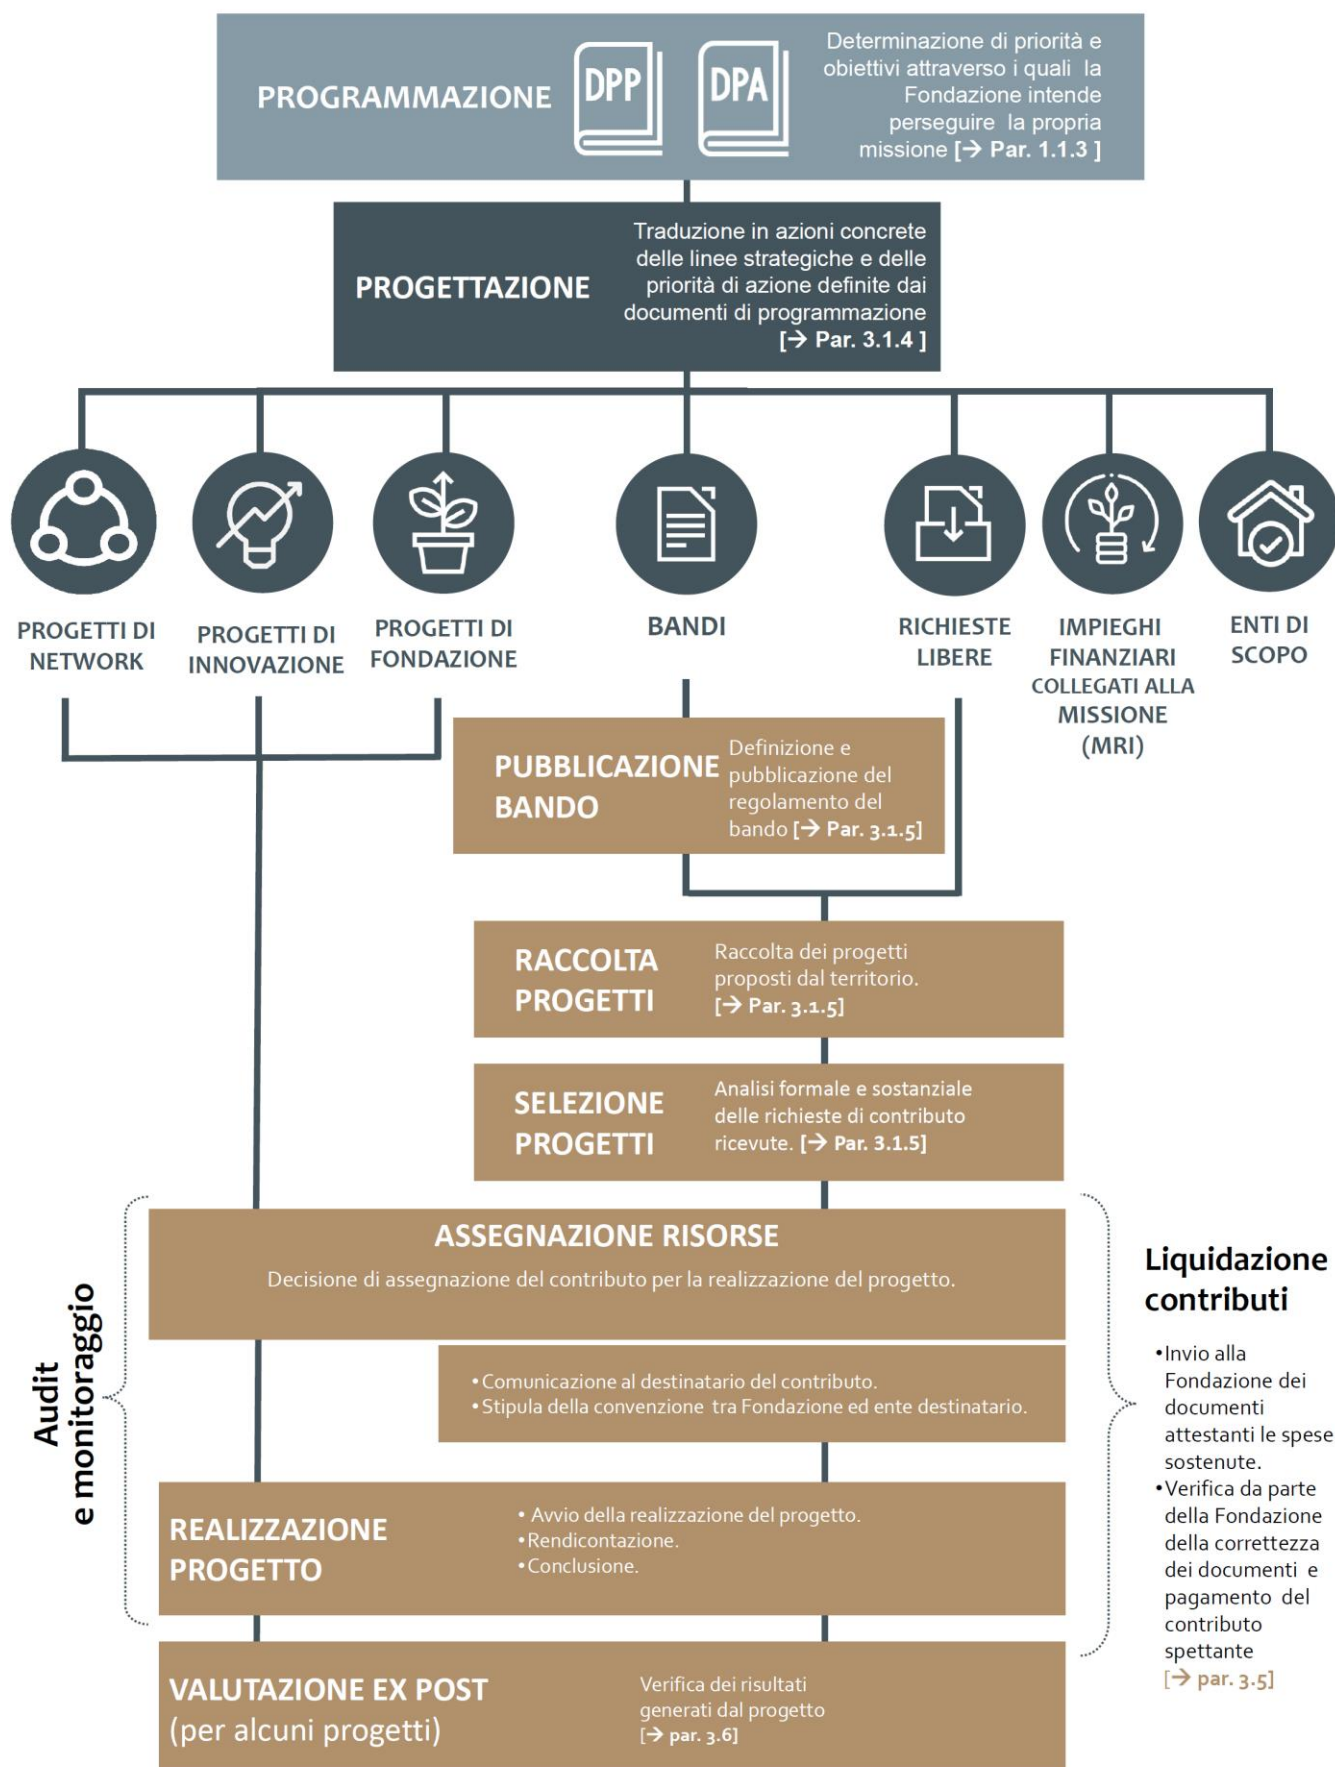 PROGRAMMAZIONE
DPP
DPA
Determinazione di priorità e
obiettivi attraverso i quali la
Fondazione intende
perseguire la propria
missione [→ Par. 1.1.3 ]
PROGETTAZIONE
Traduzione in azioni concrete
delle linee strategiche e delle
priorità di azione definite dai
documenti di programmazione
[→ Par. 3.1.4 ]
PROGETTI DI
NETWORK
PROGETTI DI
INNOVAZIONE
PROGETTI DI
FONDAZIONE
BANDI
RICHIESTE
LIBERE
IMPIEGHI
FINANZIARI
COLLEGATI ALLA
MISSIONE
(MRI)
ENTI DI
SCOPO
PUBBLICAZIONE
BANDO
Definizione e
pubblicazione del
regolamento del
bando [→ Par. 3.1.5]
RACCOLTA
PROGETTI
Raccolta dei progetti
proposti dal territorio.
[→ Par. 3.1.5]
SELEZIONE
PROGETTI
Analisi formale e sostanziale
delle richieste di contributo
ricevute. [→ Par. 3.1.5]
ASSEGNAZIONE RISORSE
Decisione di assegnazione del contributo per la realizzazione del progetto.
• Comunicazione al destinatario del contributo.
• Stipula della convenzione tra Fondazione ed ente destinatario.
Audit
e monitoraggio
REALIZZAZIONE
PROGETTO
• Avvio della realizzazione del progetto.
• Rendicontazione.
• Conclusione.
VALUTAZIONE EX POST
(per alcuni progetti)
Verifica dei risultati
generati dal progetto
[→ par. 3.6]
Liquidazione
contributi
• Invio alla
Fondazione dei
documenti
attestanti le spese
sostenute.
• Verifica da parte
della Fondazione
della correttezza
dei documenti e
pagamento del
contributo
spettante
[→ par. 3.5]